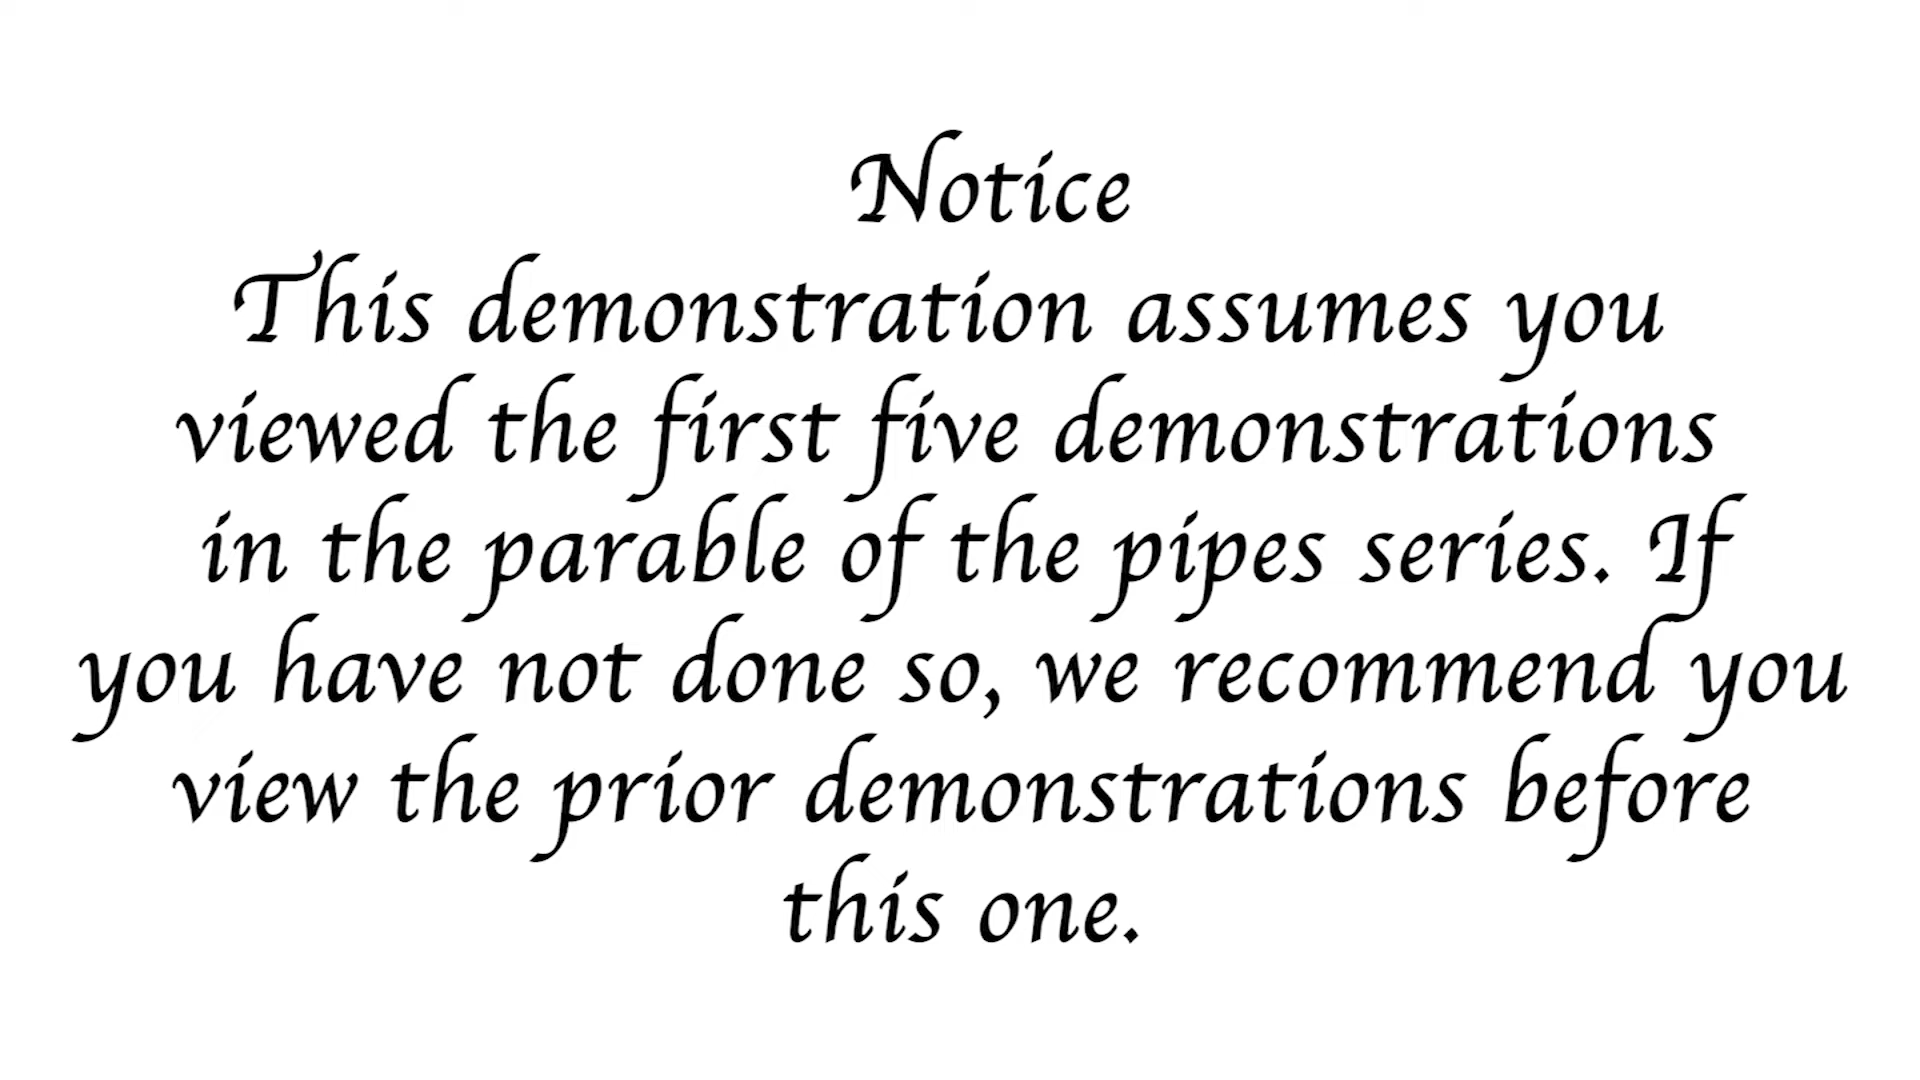 Notice
This demonstration assumes you
viewed the first five demonstrations
in the parable of the pipes series. If
you have not done so, we recommend you
view the prior demonstrations before
this one.